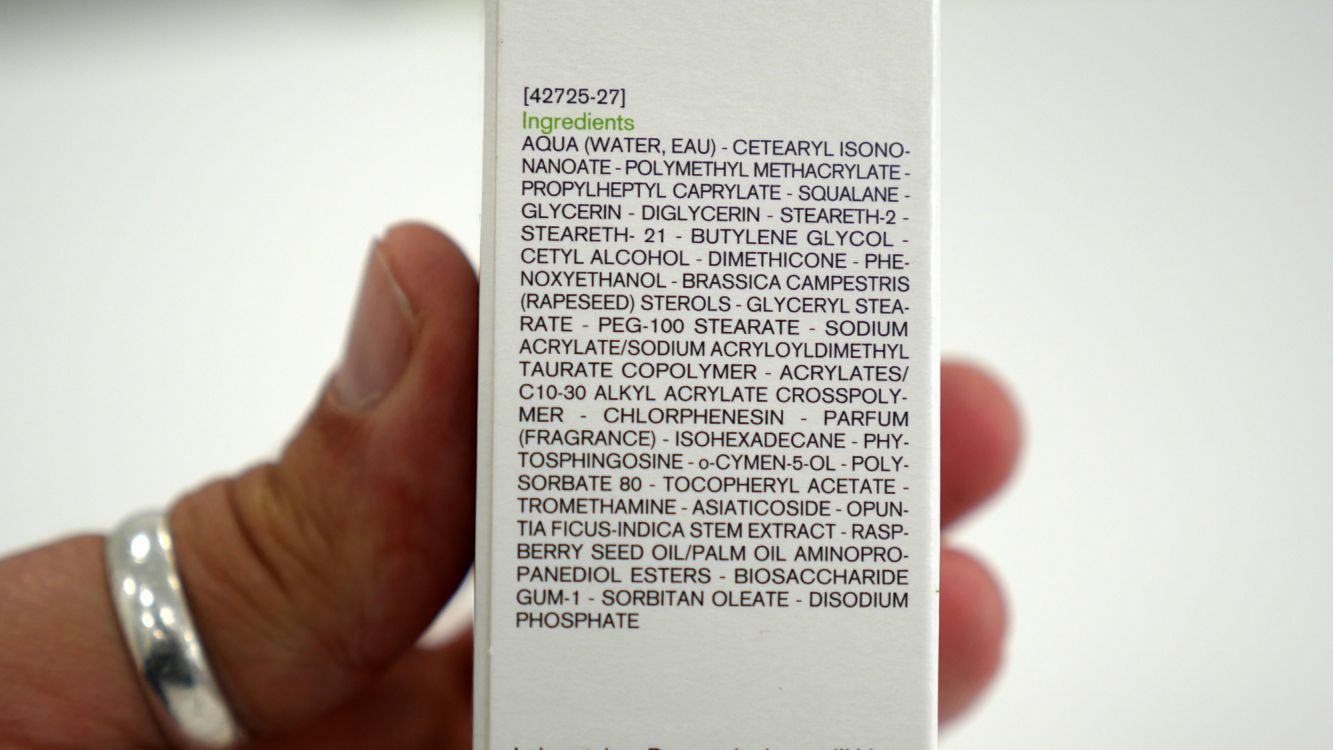 [42725-27]
Ingredients
AQUA (WATER, EAU) - CETEARYL ISONO-
NANOATE - POLYMETHYL METHACRYLATE -
PROPYLHEPTYL CAPRYLATE - SQUALANE -
GLYCERIN - DIGLYCERIN - STEARETH-2 -
STEARETH- 21 - BUTYLENE GLYCOL -
CETYL ALCOHOL - DIMETHICONE - PHE-
NOXYETHANOL - BRASSICA CAMPESTRIS
(RAPESEED) STEROLS - GLYCERYL STEA-
RATE - PEG-100 STEARATE - SODIUM
ACRYLATE/SODIUM ACRYLOYLDIMETHYL
TAURATE COPOLYMER - ACRYLATES/
C10-30 ALKYL ACRYLATE CROSSPOLY-
MER - CHLORPHENESIN - PARFUM
(FRAGRANCE) - ISOHEXADECANE - PHY-
TOSPHINGOSINE - o-CYMEN-5-OL - POLY-
SORBATE 80 - TOCOPHERYL ACETATE -
TROMETHAMINE - ASIATICOSIDE - OPUN-
TIA FICUS-INDICA STEM EXTRACT - RASP-
BERRY SEED OIL/PALM OIL AMINOPRO-
PANEDIOL ESTERS - BIOSACCHARIDE
GUM-1 - SORBITAN OLEATE - DISODIUM
PHOSPHATE